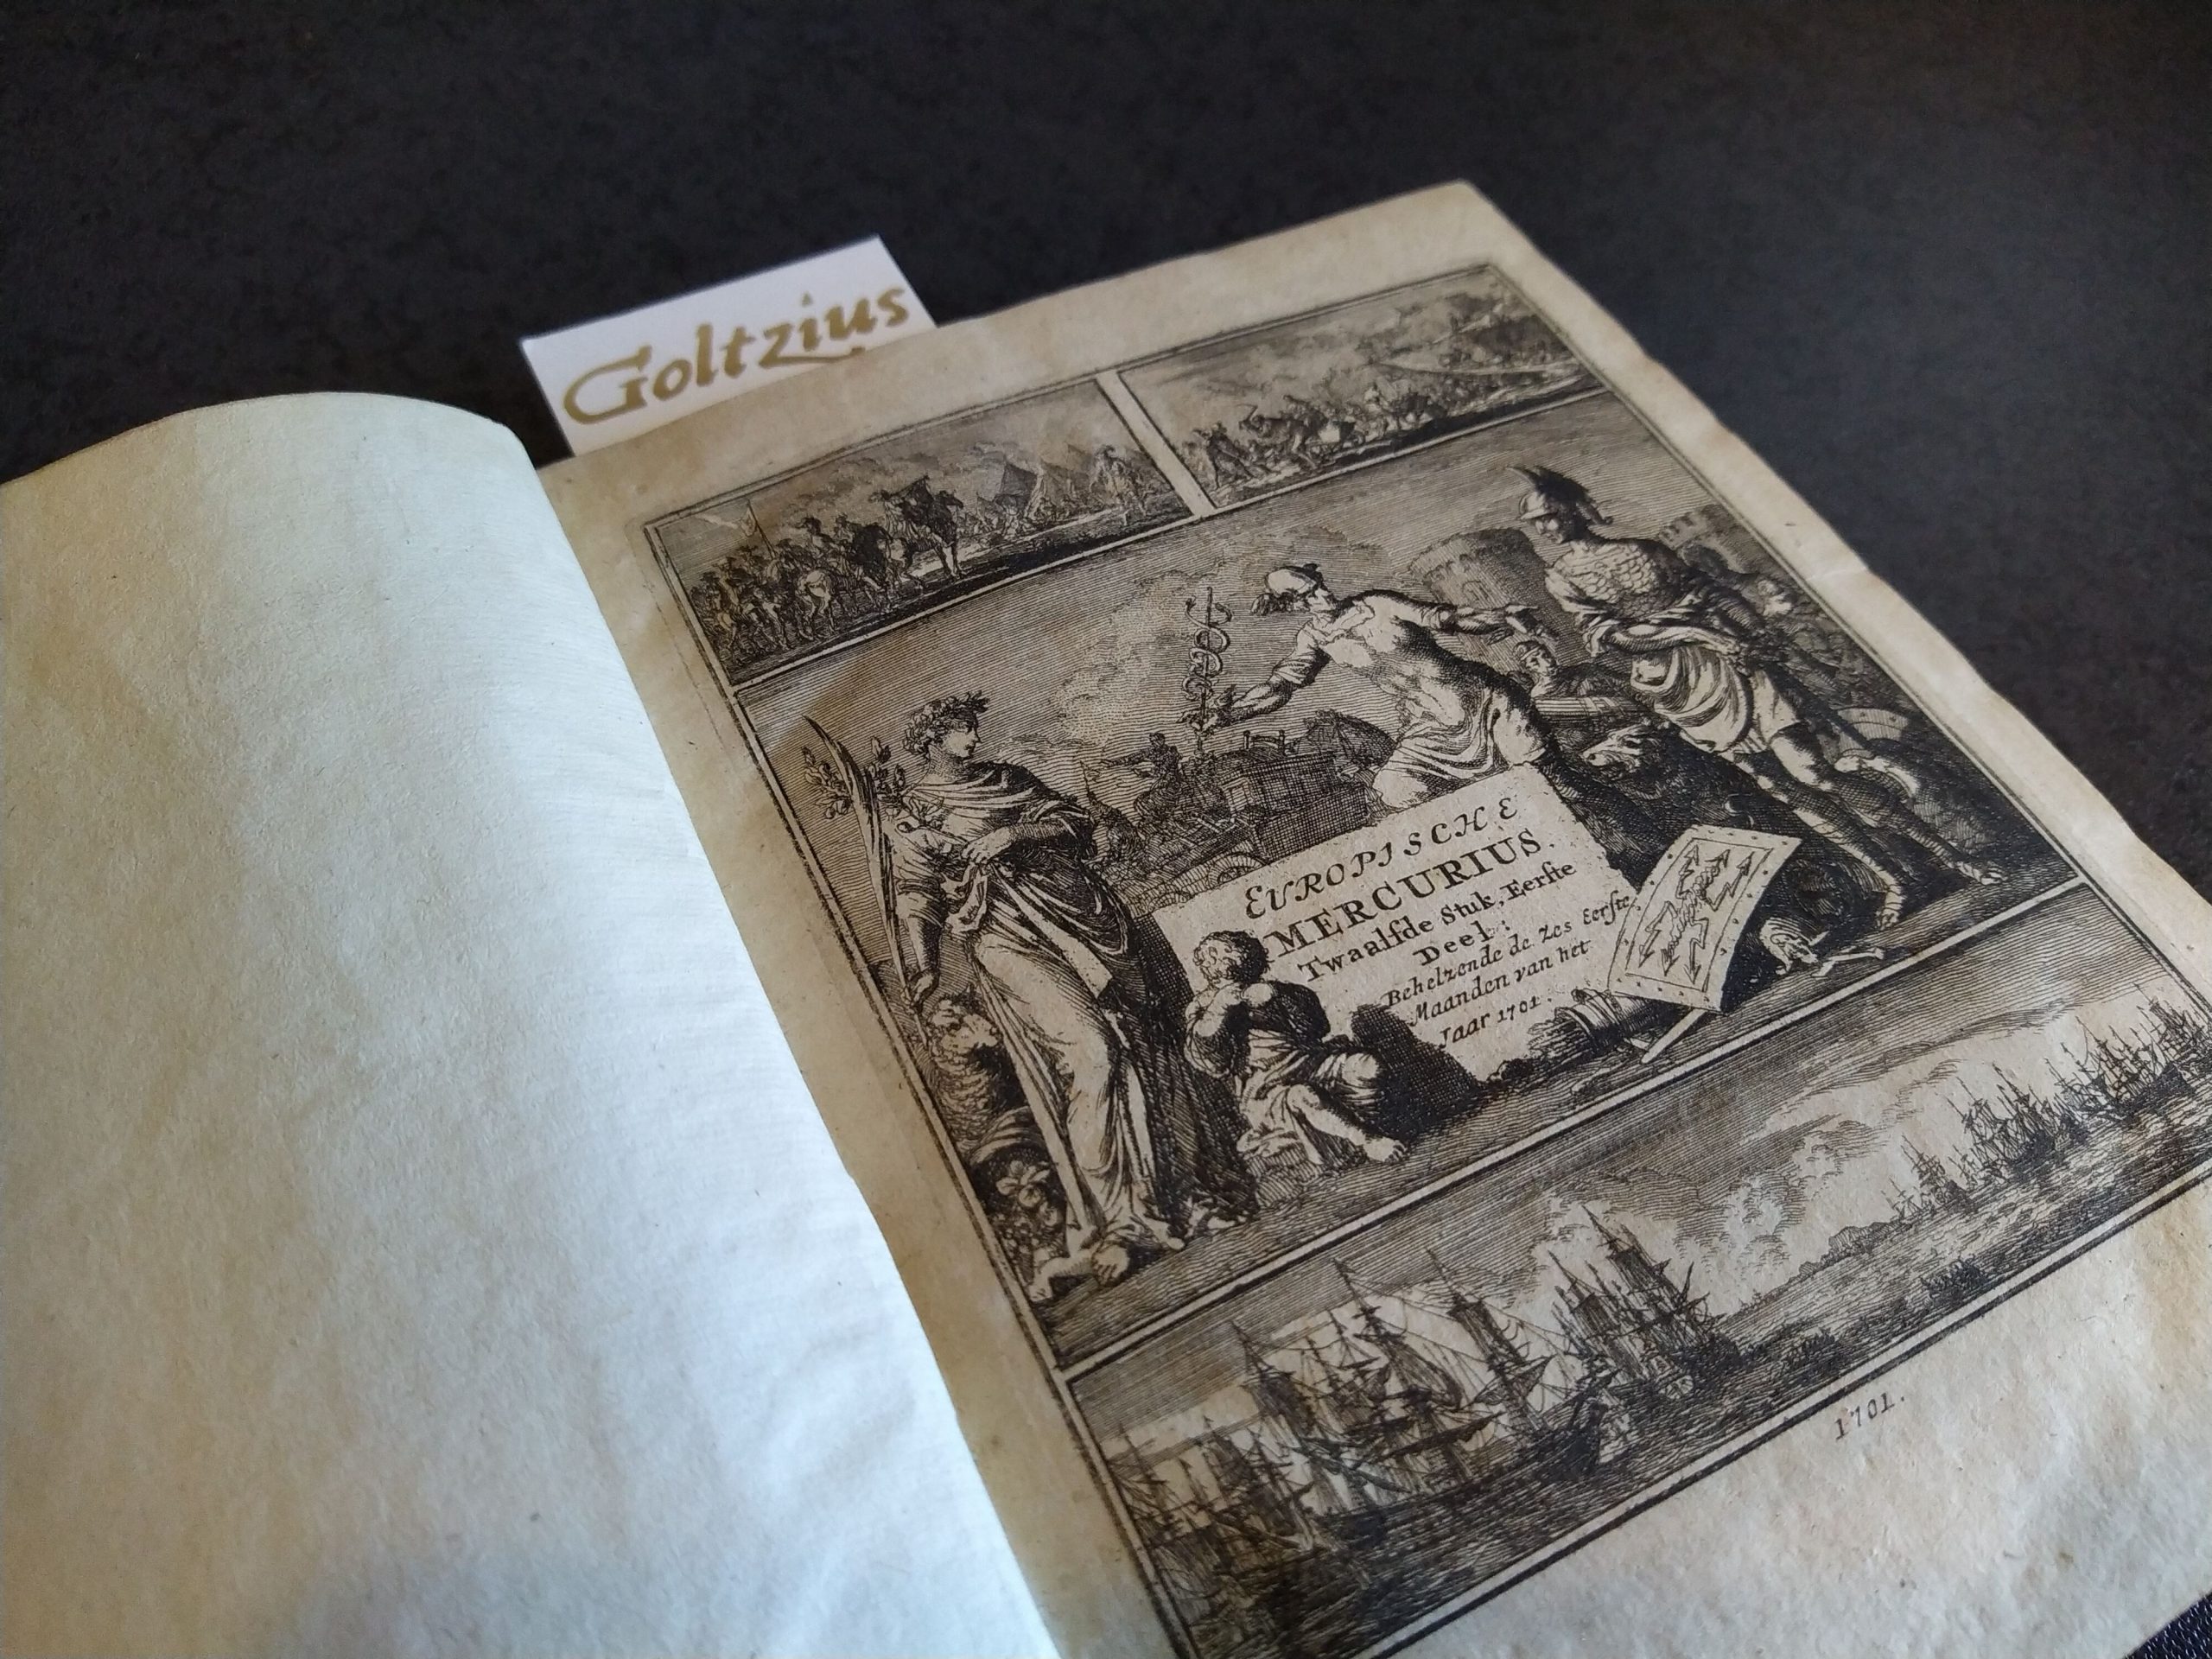 Goltzius
EUROPISCHE
MERCURIUS.
Twaalfde Stuk, Eerſte
Deel:
Behelzende de Zes Eerſte
Maanden van het
Jaar 1701.
1701.